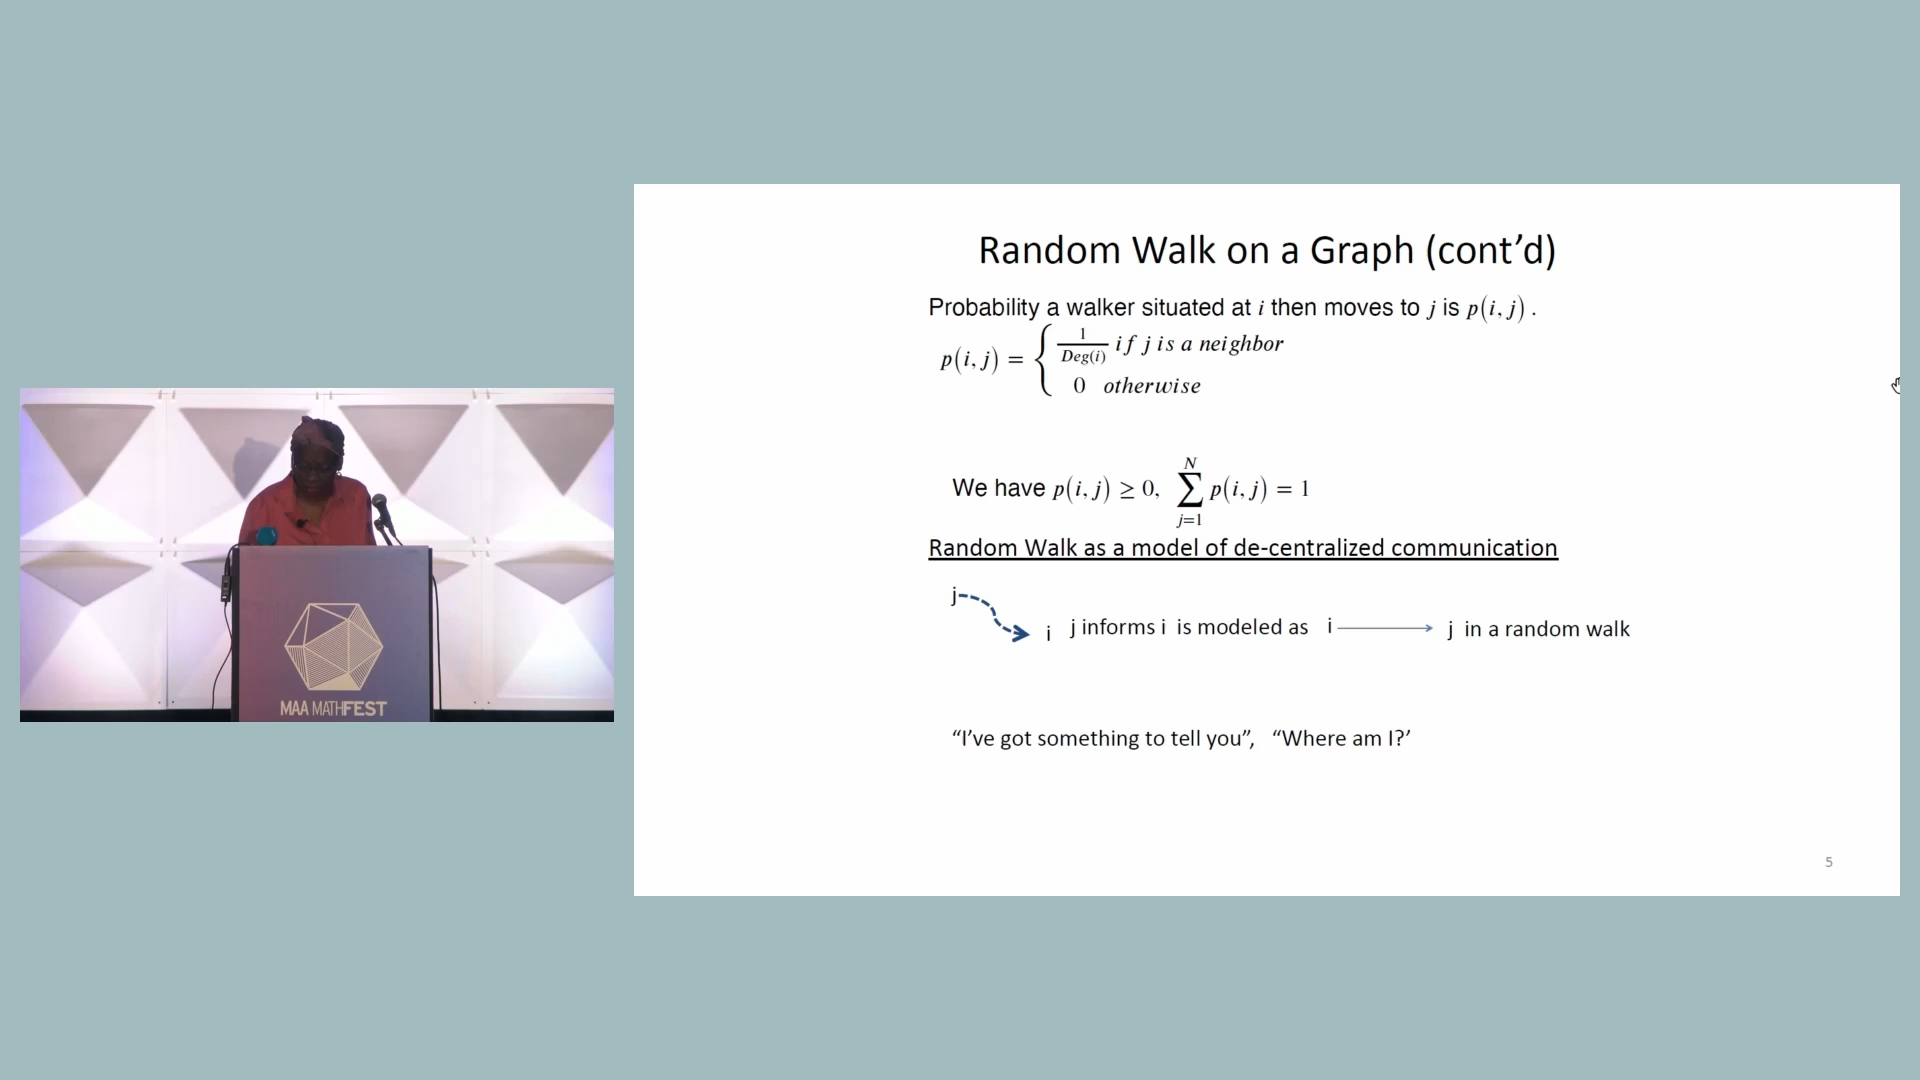 Random Walk on a Graph (cont’d)
Probability a walker situated at i then moves to j is p(i, j) .
p(i, j) = { 1/Deg(i) if j is a neighbor
0 otherwise
We have p(i, j) ≥ 0, ∑_{j=1}^{N} p(i, j) = 1
Random Walk as a model of de-centralized communication
j
i j informs i is modeled as i → j in a random walk
“I’ve got something to tell you”, “Where am I?’
5
MAA MATHFEST